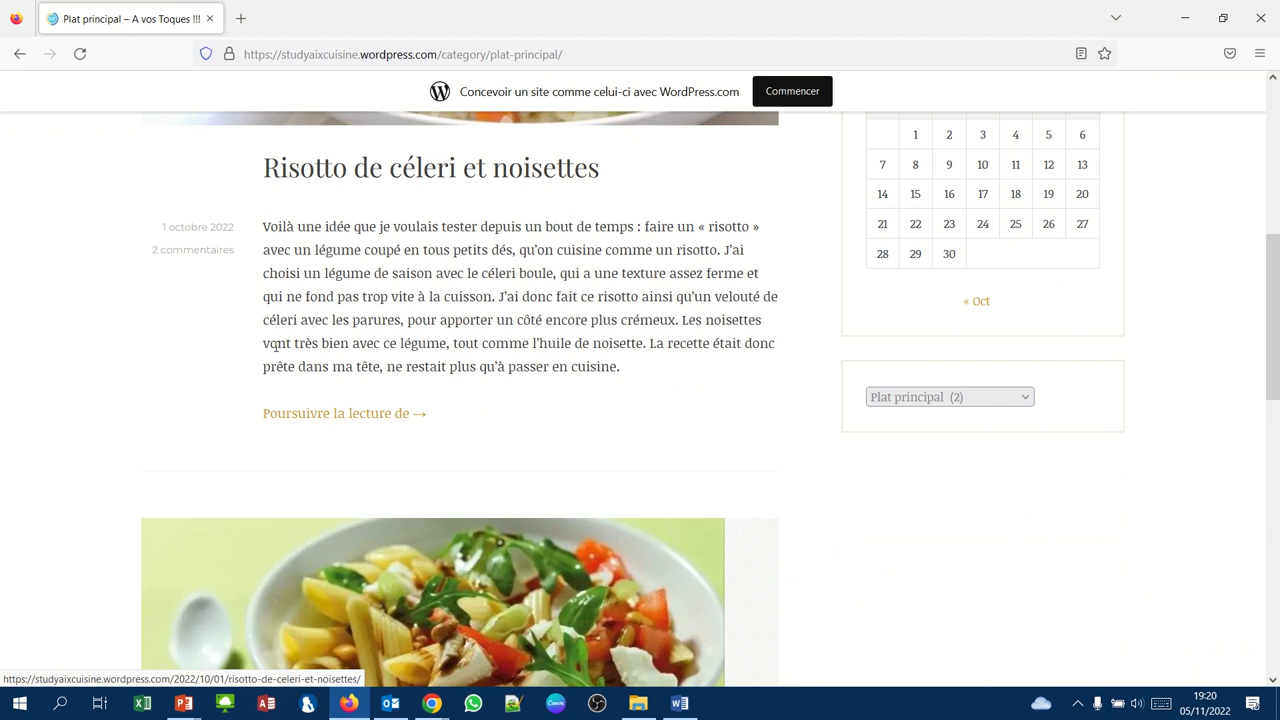 Plat principal – A vos Toques !!!
https://studyaixcuisine.wordpress.com/category/plat-principal/
Concevoir un site comme celui-ci avec WordPress.com
Commencer
Risotto de céleri et noisettes
1 octobre 2022
2 commentaires
Voilà une idée que je voulais tester depuis un bout de temps : faire un « risotto »
avec un légume coupé en tous petits dés, qu’on cuisine comme un risotto. J’ai
choisi un légume de saison avec le céleri boule, qui a une texture assez ferme et
qui ne fond pas trop vite à la cuisson. J’ai donc fait ce risotto ainsi qu’un velouté de
céleri avec les parures, pour apporter un côté encore plus crémeux. Les noisettes
vont très bien avec ce légume, tout comme l’huile de noisette. La recette était donc
prête dans ma tête, ne restait plus qu’à passer en cuisine.
Poursuivre la lecture de →
1 2 3 4 5 6
7 8 9 10 11 12 13
14 15 16 17 18 19 20
21 22 23 24 25 26 27
28 29 30
« Oct
Plat principal (2)
https://studyaixcuisine.wordpress.com/2022/10/01/risotto-de-celeri-et-noisettes/
19:20
05/11/2022